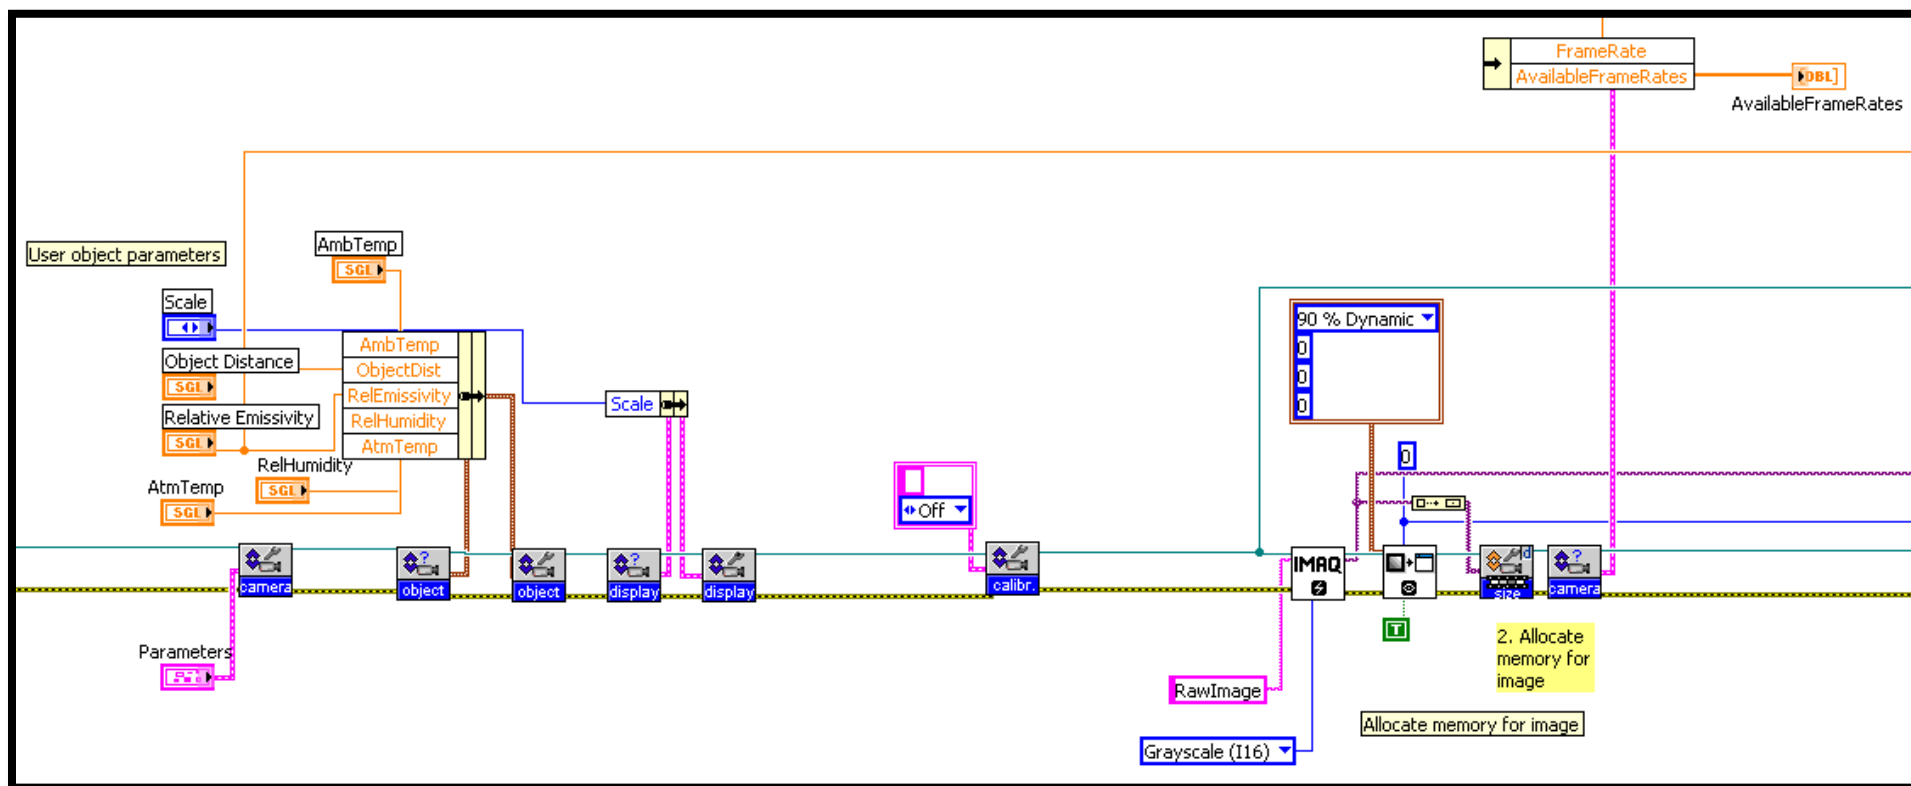 FrameRate
AvailableFrameRates
DBL]
AvailableFrameRates
User object parameters
AmbTemp
SGL
Scale
Object Distance
SGL
Relative Emissivity
SGL
RelHumidity
SGL
AtmTemp
SGL
AmbTemp
ObjectDist
RelEmissivity
RelHumidity
AtmTemp
Scale
90 % Dynamic
0
0
0
0
Off
camera
object
object
display
display
calibr.
IMAQ
d
size
camera
T
Parameters
2. Allocate
memory for
image
RawImage
Allocate memory for image
Grayscale (I16)